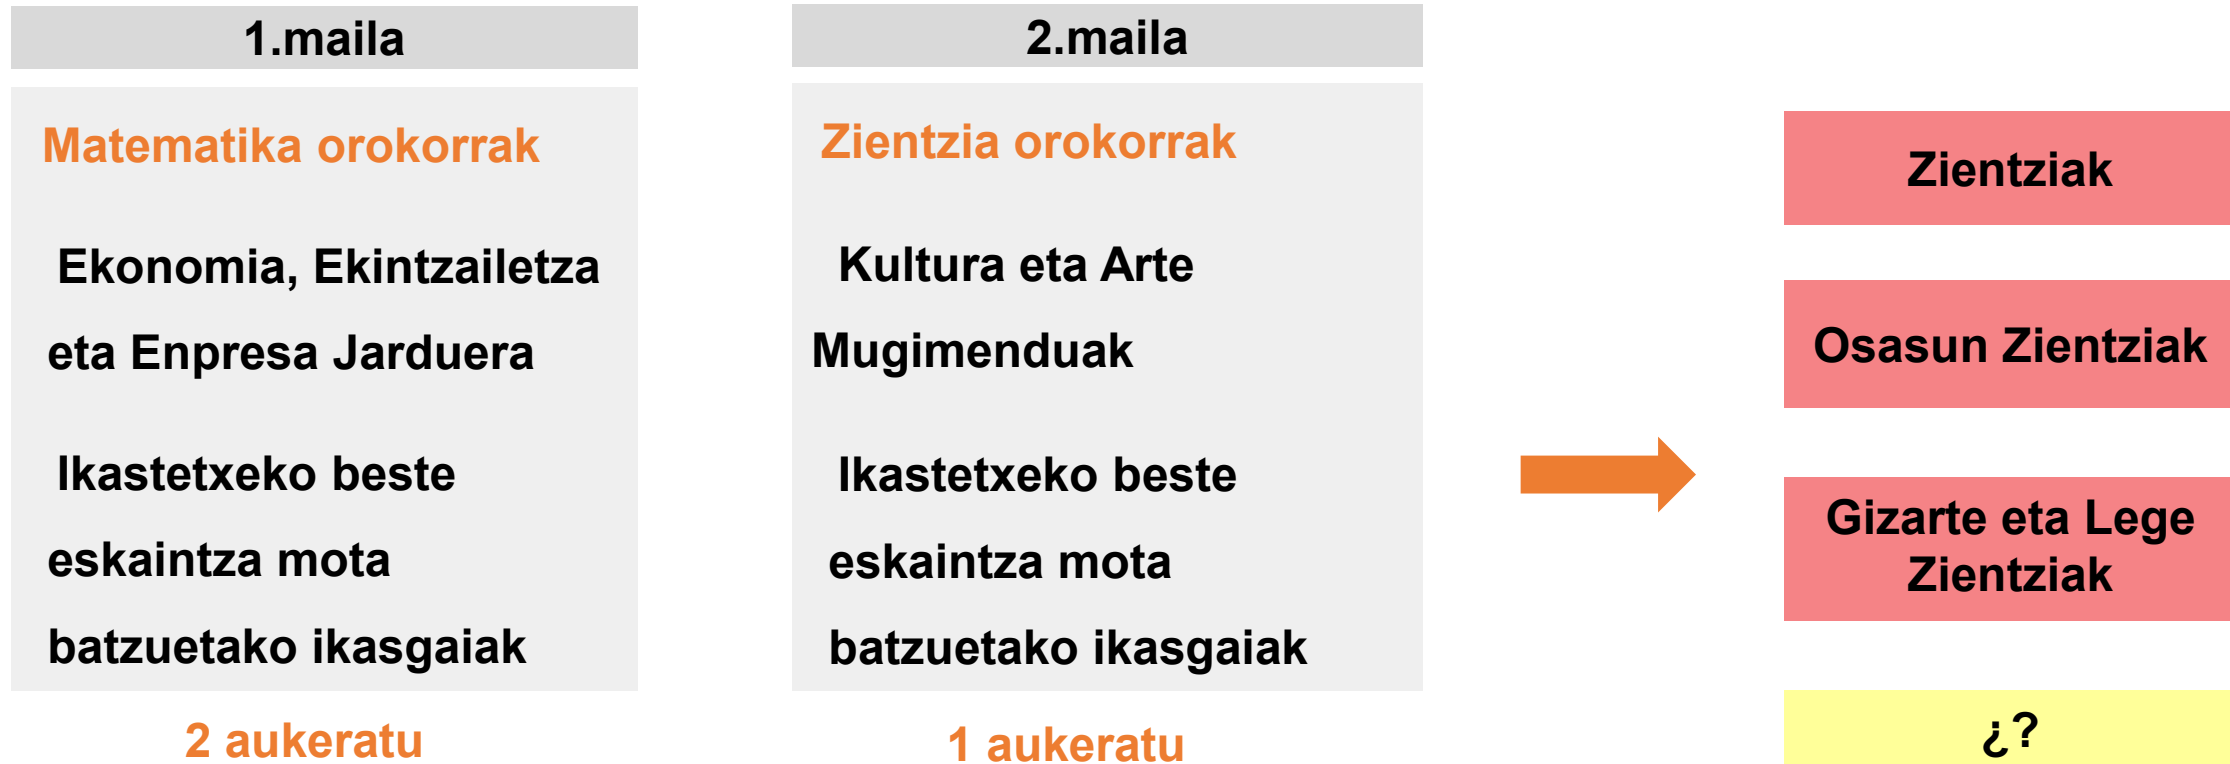 1.maila
Matematika orokorrak
Ekonomia, Ekintzailetza
eta Enpresa Jarduera
Ikastetxeko beste
eskaintza mota
batzuetako ikasgaiak
2 aukeratu
2.maila
Zientzia orokorrak
Kultura eta Arte
Mugimenduak
Ikastetxeko beste
eskaintza mota
batzuetako ikasgaiak
1 aukeratu
Zientziak
Osasun Zientziak
Gizarte eta Lege
Zientziak
¿?